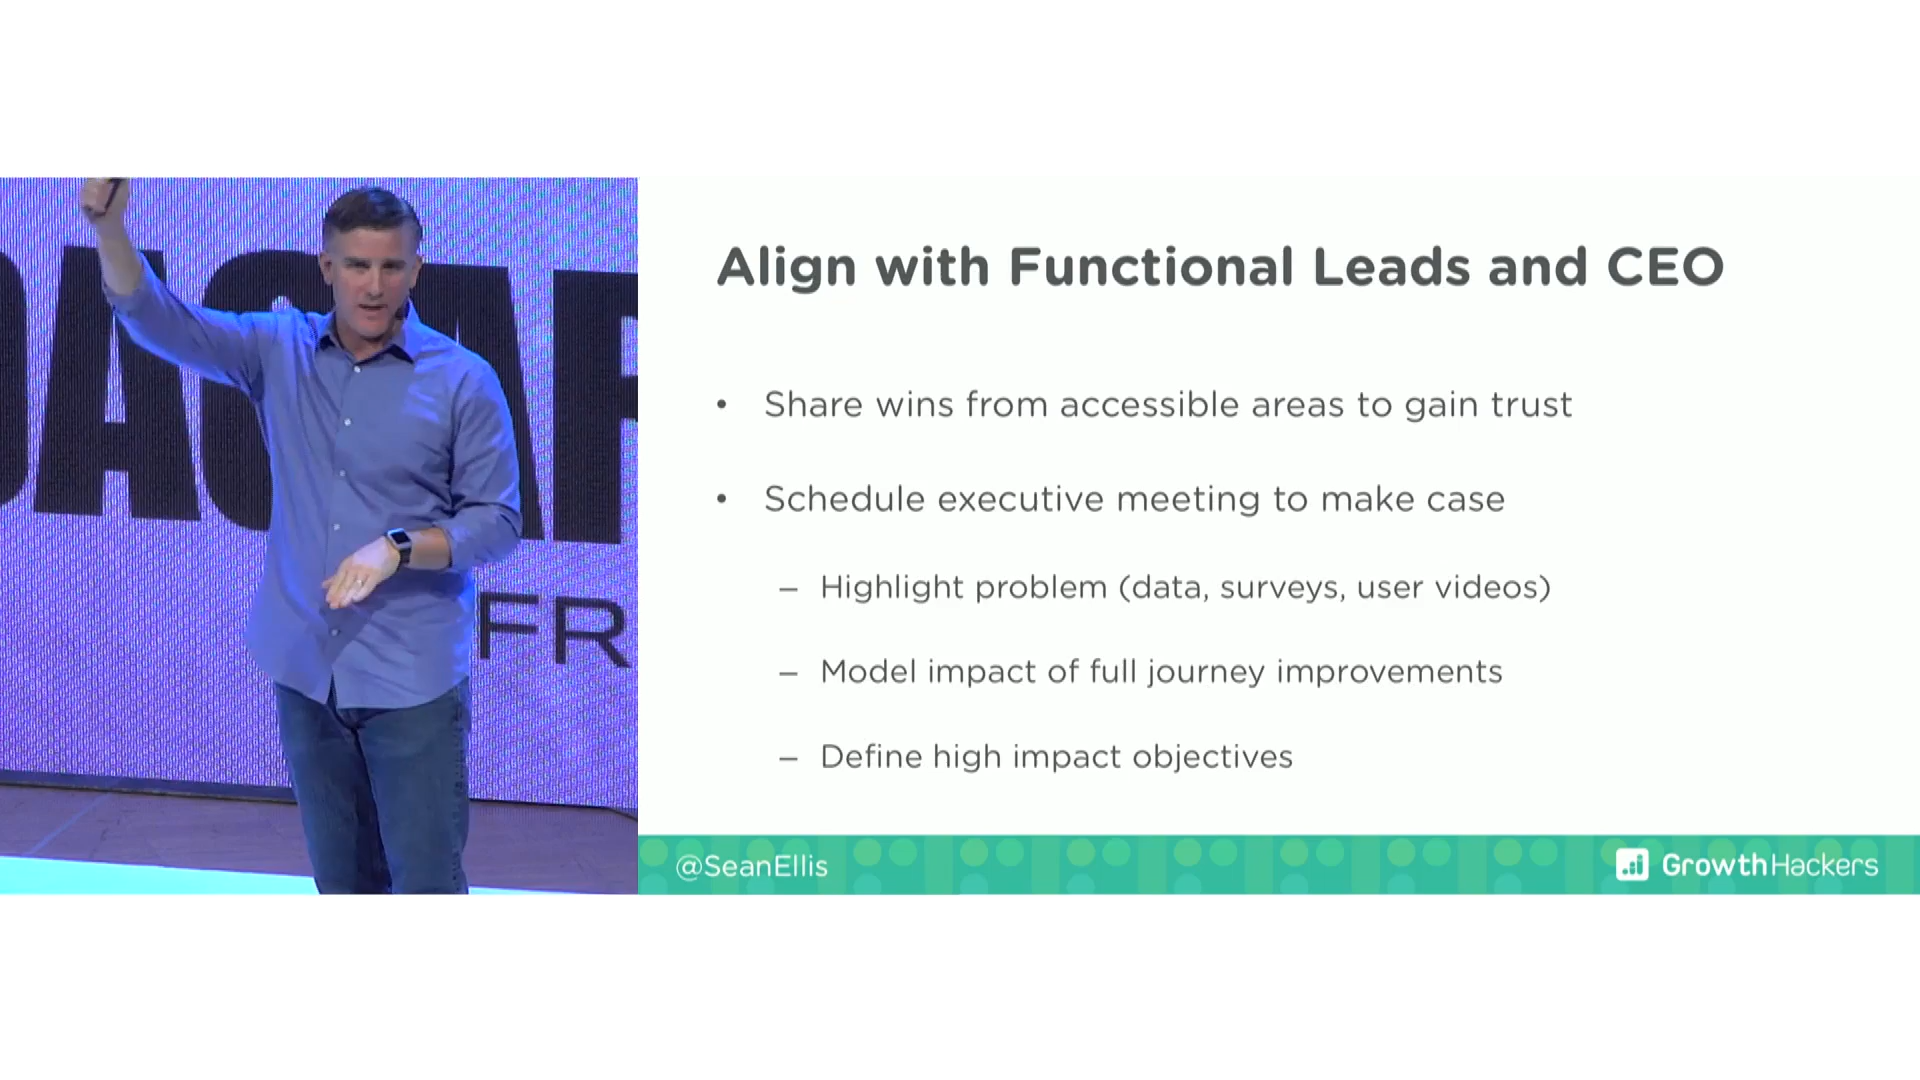 FR
Align with Functional Leads and CEO
• Share wins from accessible areas to gain trust
• Schedule executive meeting to make case
– Highlight problem (data, surveys, user videos)
– Model impact of full journey improvements
– Define high impact objectives
@SeanEllis
GrowthHackers